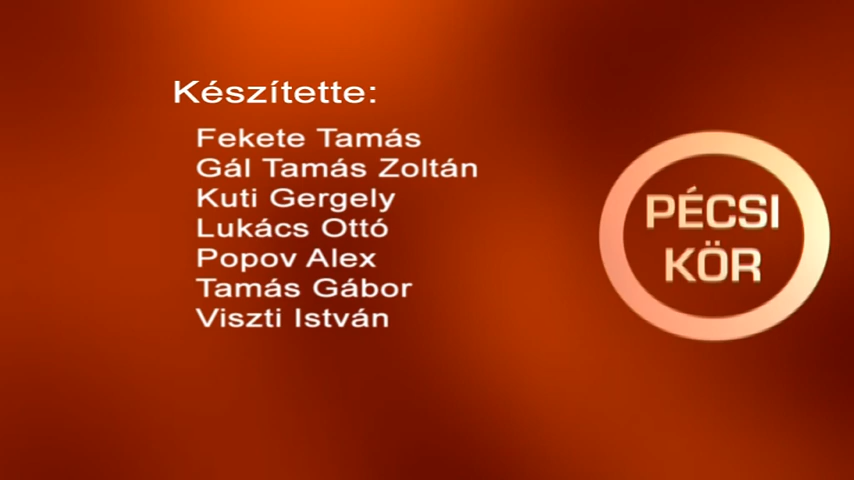 Készítette:
Fekete Tamás
Gál Tamás Zoltán
Kuti Gergely
Lukács Ottó
Popov Alex
Tamás Gábor
Viszti István
PÉCSI
KÖR